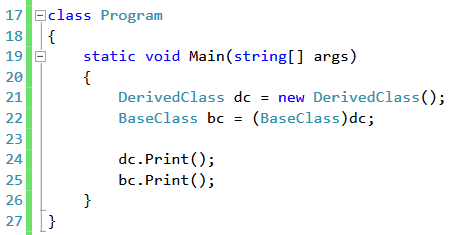 17 class Program
18 {
19     static void Main(string[] args)
20     {
21         DerivedClass dc = new DerivedClass();
22         BaseClass bc = (BaseClass)dc;
23
24         dc.Print();
25         bc.Print();
26     }
27 }